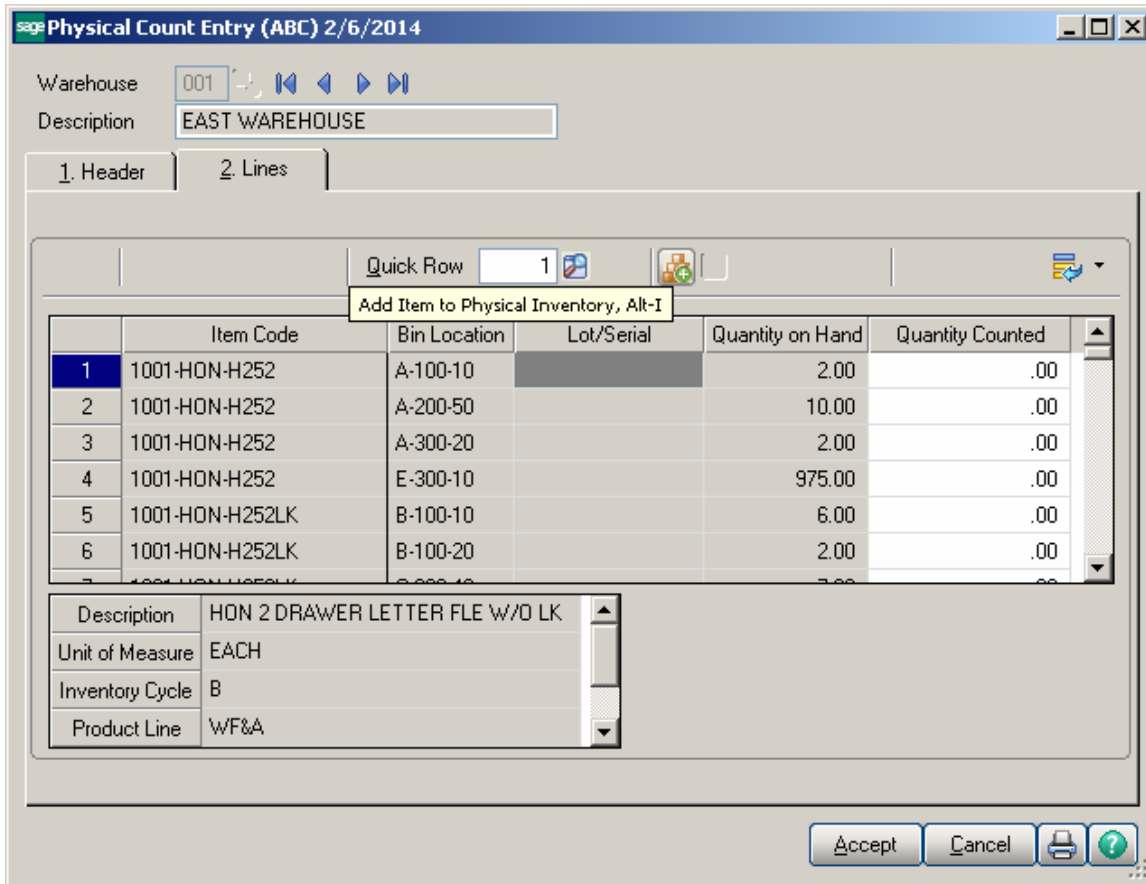 sage Physical Count Entry (ABC) 2/6/2014
Warehouse 001
Description EAST WAREHOUSE
1. Header 2. Lines
Quick Row 1
Add Item to Physical Inventory, Alt-I
Item Code Bin Location Lot/Serial Quantity on Hand Quantity Counted
1 1001-HON-H252 A-100-10 2.00 .00
2 1001-HON-H252 A-200-50 10.00 .00
3 1001-HON-H252 A-300-20 2.00 .00
4 1001-HON-H252 E-300-10 975.00 .00
5 1001-HON-H252LK B-100-10 6.00 .00
6 1001-HON-H252LK B-100-20 2.00 .00
Description HON 2 DRAWER LETTER FLE W/O LK
Unit of Measure EACH
Inventory Cycle B
Product Line WF&A
Accept Cancel ?